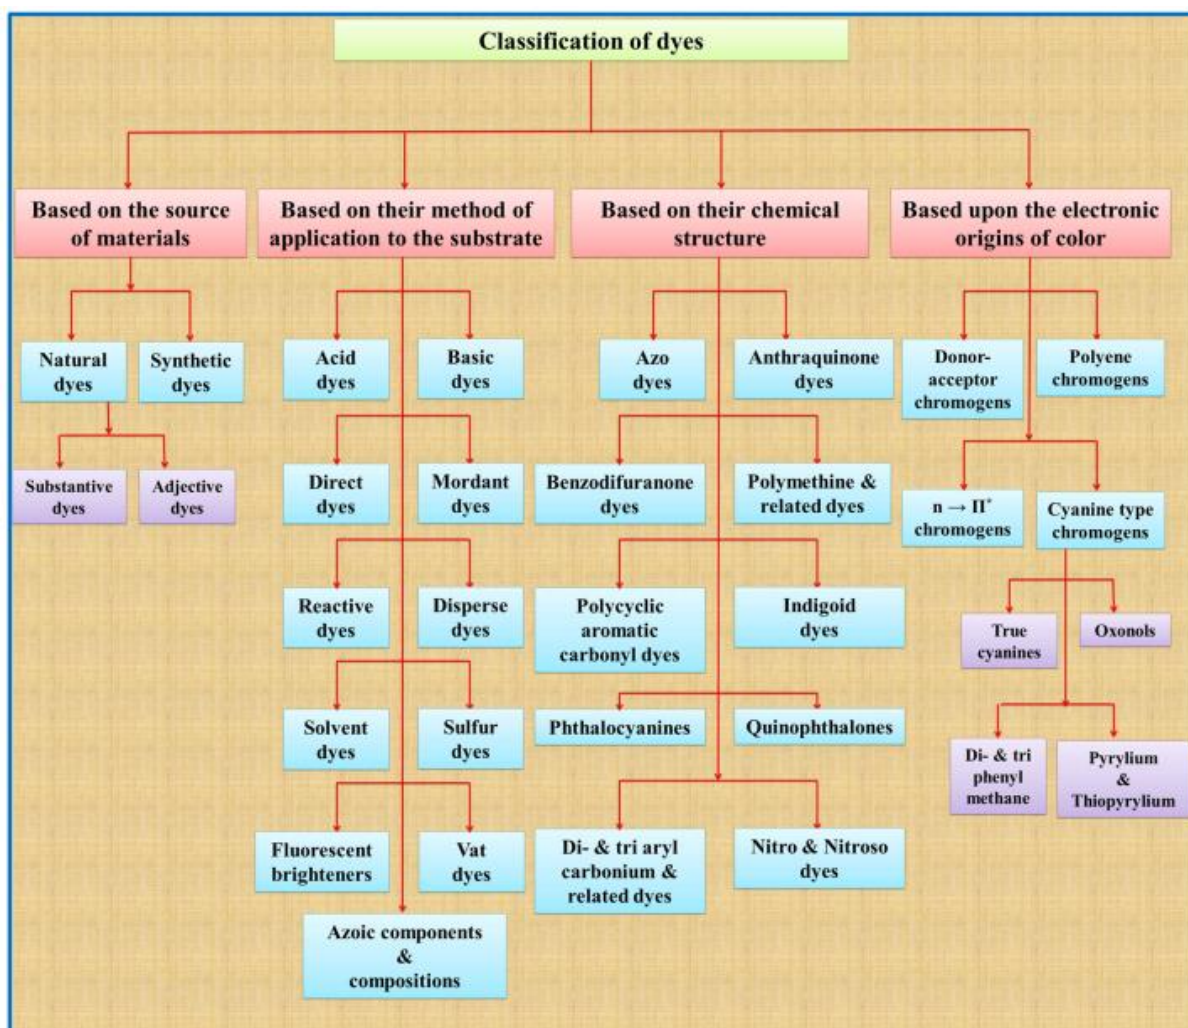 Classification of dyes
Based on the source
of materials
Based on their method of
application to the substrate
Based on their chemical
structure
Based upon the electronic
origins of color
Natural
dyes
Synthetic
dyes
Substantive
dyes
Adjective
dyes
Acid
dyes
Basic
dyes
Direct
dyes
Mordant
dyes
Reactive
dyes
Disperse
dyes
Solvent
dyes
Sulfur
dyes
Fluorescent
brighteners
Vat
dyes
Azoic components
&
compositions
Azo
dyes
Anthraquinone
dyes
Benzodifuranone
dyes
Polymethine &
related dyes
Polycyclic
aromatic
carbonyl dyes
Indigoid
dyes
Phthalocyanines
Quinophthalones
Di- & tri aryl
carbonium &
related dyes
Nitro & Nitroso
dyes
Donor-
acceptor
chromogens
Polyene
chromogens
n → Π*
chromogens
Cyanine type
chromogens
True
cyanines
Oxonols
Di- & tri
phenyl
methane
Pyrylium
&
Thiopyrylium